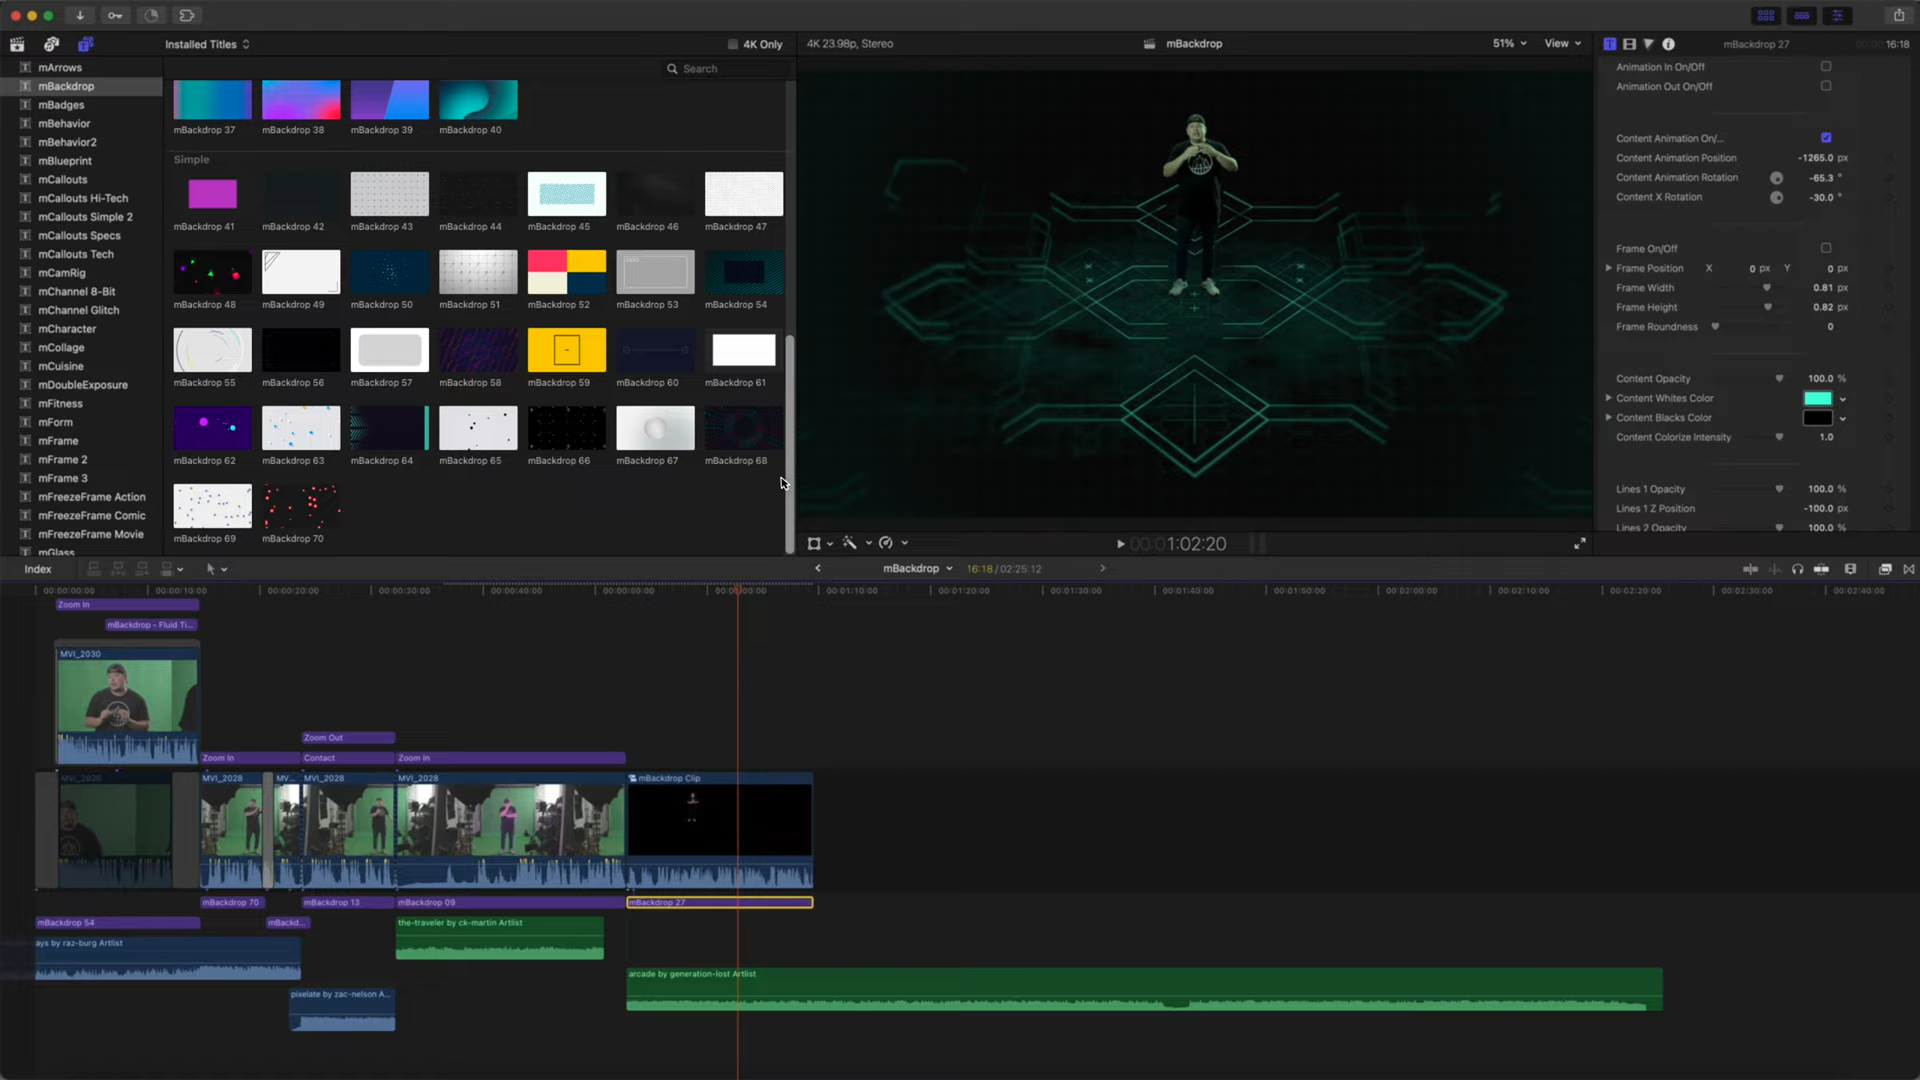 Installed Titles
4K Only
4K 23.98p, Stereo
mBackdrop
51%
View
mBackdrop 27
16:18
Search
mArrows
mBackdrop
mBadges
mBehavior
mBehavior2
mBlueprint
mCallouts
mCallouts Hi-Tech
mCallouts Simple 2
mCallouts Specs
mCallouts Tech
mCamRig
mChannel 8-Bit
mChannel Glitch
mCharacter
mCollage
mCuisine
mDoubleExposure
mFitness
mForm
mFrame
mFrame 2
mFrame 3
mFreezeFrame Action
mFreezeFrame Comic
mFreezeFrame Movie
mGlass
mBackdrop 37
mBackdrop 38
mBackdrop 39
mBackdrop 40
Simple
mBackdrop 41
mBackdrop 42
mBackdrop 43
mBackdrop 44
mBackdrop 45
mBackdrop 46
mBackdrop 47
mBackdrop 48
mBackdrop 49
mBackdrop 50
mBackdrop 51
mBackdrop 52
mBackdrop 53
mBackdrop 54
mBackdrop 55
mBackdrop 56
mBackdrop 57
mBackdrop 58
mBackdrop 59
mBackdrop 60
mBackdrop 61
mBackdrop 62
mBackdrop 63
mBackdrop 64
mBackdrop 65
mBackdrop 66
mBackdrop 67
mBackdrop 68
mBackdrop 69
mBackdrop 70
Animation In On/Off
Animation Out On/Off
Content Animation On/...
Content Animation Position -1265.0 px
Content Animation Rotation -65.3 °
Content X Rotation -30.0 °
Frame On/Off
Frame Position X 0 px Y 0 px
Frame Width 0.81 px
Frame Height 0.82 px
Frame Roundness 0
Content Opacity 100.0 %
Content Whites Color
Content Blacks Color
Content Colorize Intensity 1.0
Lines 1 Opacity 100.0 %
Lines 1 Z Position -100.0 px
Lines 2 Opacity 100.0 %
00:01:02:20
Index
mBackdrop
16:18 / 02:25:12
00:00:00:00
00:00:10:00
00:00:20:00
00:00:30:00
00:00:40:00
00:00:50:00
00:01:00:00
00:01:10:00
00:01:20:00
00:01:30:00
00:01:40:00
00:01:50:00
00:02:00:00
00:02:10:00
00:02:20:00
00:02:30:00
00:02:40:00
Zoom In
mBackdrop - Fluid Ti...
MVI_2030
Zoom Out
Zoom In
Contact
Zoom In
MVI_2028
MV...
MVI_2028
MVI_2028
mBackdrop Clip
mBackdrop 70
mBackdrop 13
mBackdrop 09
mBackdrop 27
mBackdrop 54
mBackd...
the-traveler by ck-martin Artlist
ays by raz-burg Artlist
arcade by generation-lost Artlist
pixelate by zac-nelson A...